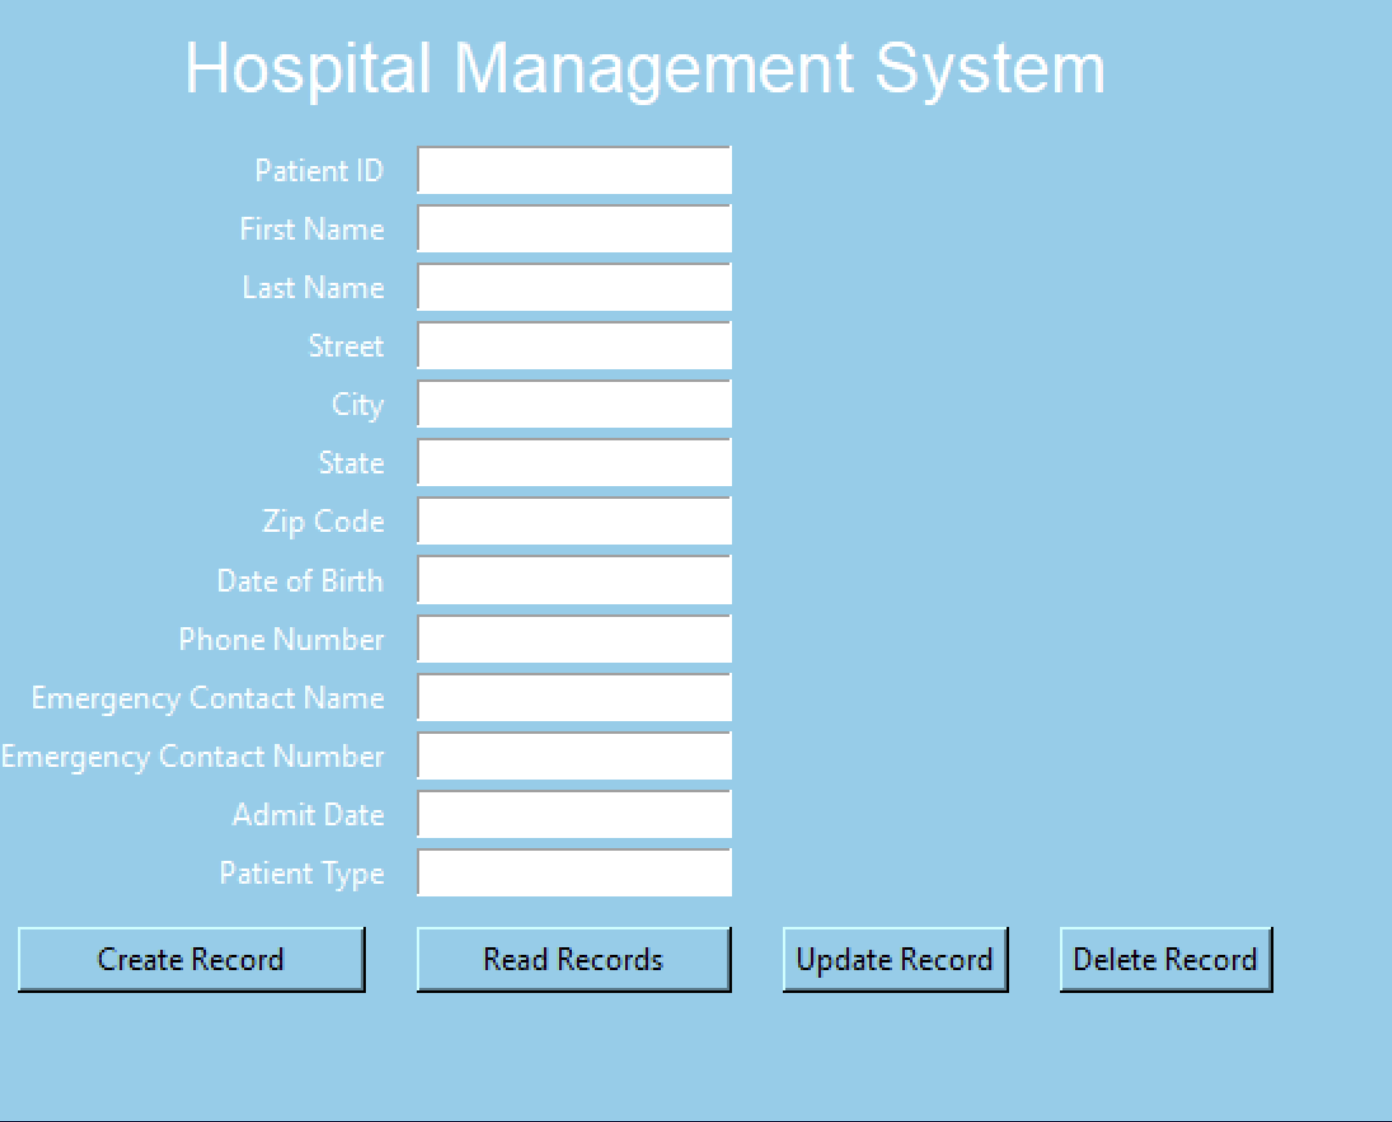 Hospital Management System
Patient ID
First Name
Last Name
Street
City
State
Zip Code
Date of Birth
Phone Number
Emergency Contact Name
Emergency Contact Number
Admit Date
Patient Type
Create Record Read Records Update Record Delete Record